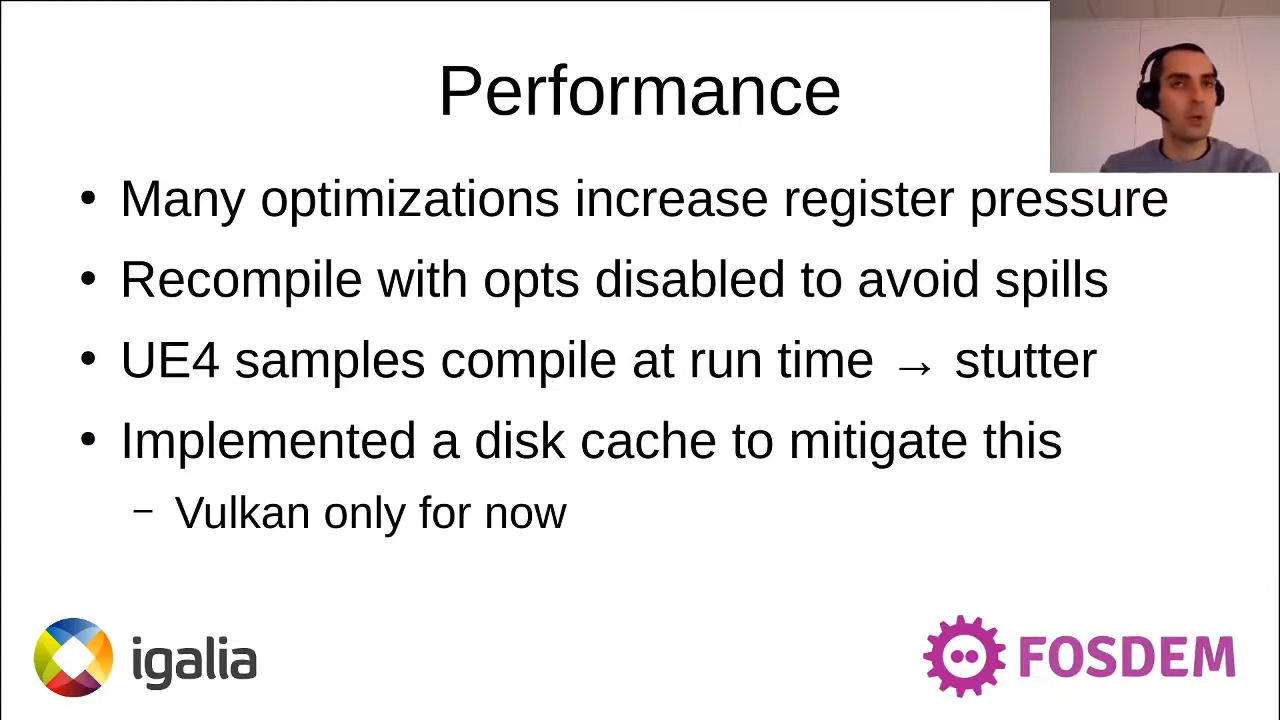 Performance
• Many optimizations increase register pressure
• Recompile with opts disabled to avoid spills
• UE4 samples compile at run time → stutter
• Implemented a disk cache to mitigate this
– Vulkan only for now
igalia
FOSDEM